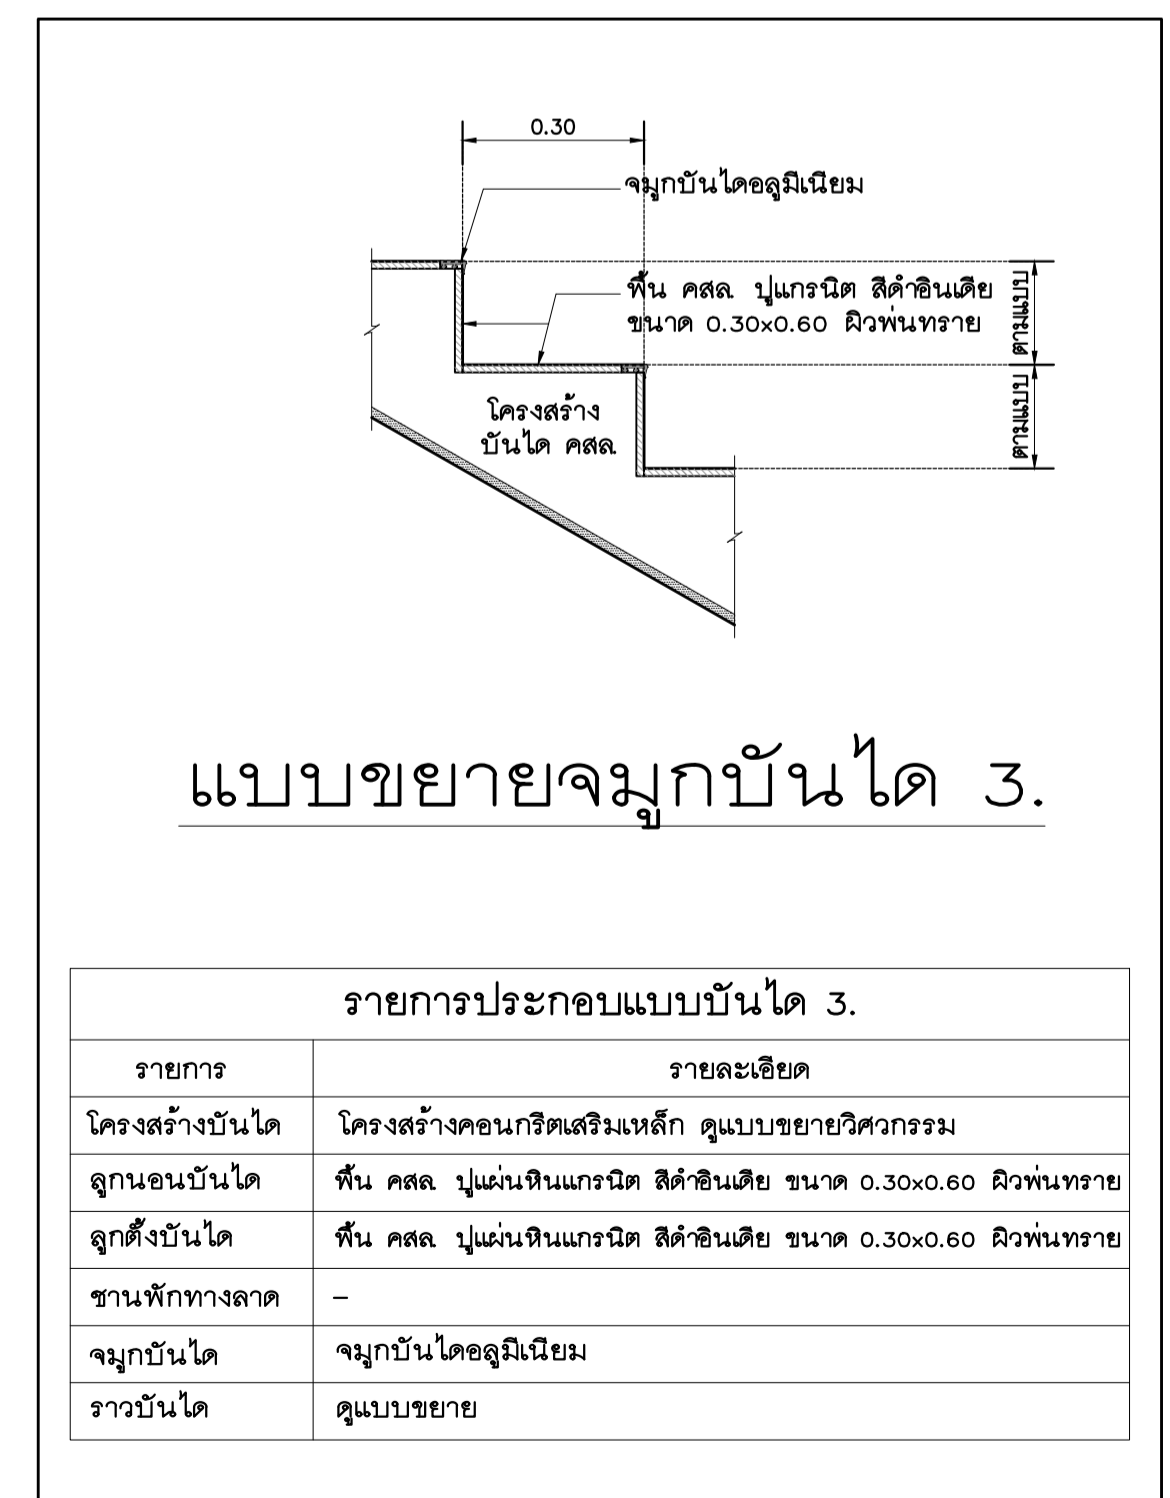 0.30
จมูกบันไดอลูมีเนียม
พื้น คสล. ปูแกรนิต สีดำอินเดีย
ขนาด 0.30x0.60 ผิวพ่นทราย
ตามแบบ
ตามแบบ
โครงสร้าง
บันได คสล.
แบบขยายจมูกบันได 3.
รายการประกอบแบบบันได 3.
รายการ รายละเอียด
โครงสร้างบันได โครงสร้างคอนกรีตเสริมเหล็ก ดูแบบขยายวิศวกรรม
ลูกนอนบันได พื้น คสล. ปูแผ่นหินแกรนิต สีดำอินเดีย ขนาด 0.30x0.60 ผิวพ่นทราย
ลูกตั้งบันได พื้น คสล. ปูแผ่นหินแกรนิต สีดำอินเดีย ขนาด 0.30x0.60 ผิวพ่นทราย
ชานพักทางลาด –
จมูกบันได จมูกบันไดอลูมีเนียม
ราวบันได ดูแบบขยาย